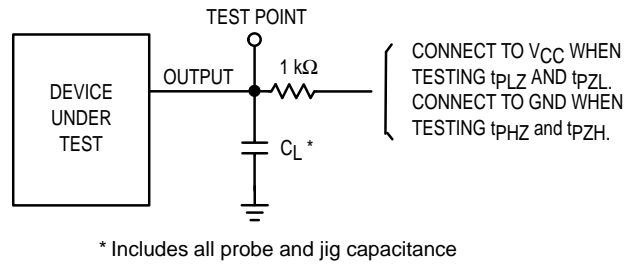 TEST POINT
DEVICE
UNDER
TEST
OUTPUT
1 kΩ
CL *
CONNECT TO VCC WHEN
TESTING tPLZ AND tPZL.
CONNECT TO GND WHEN
TESTING tPHZ and tPZH.
* Includes all probe and jig capacitance